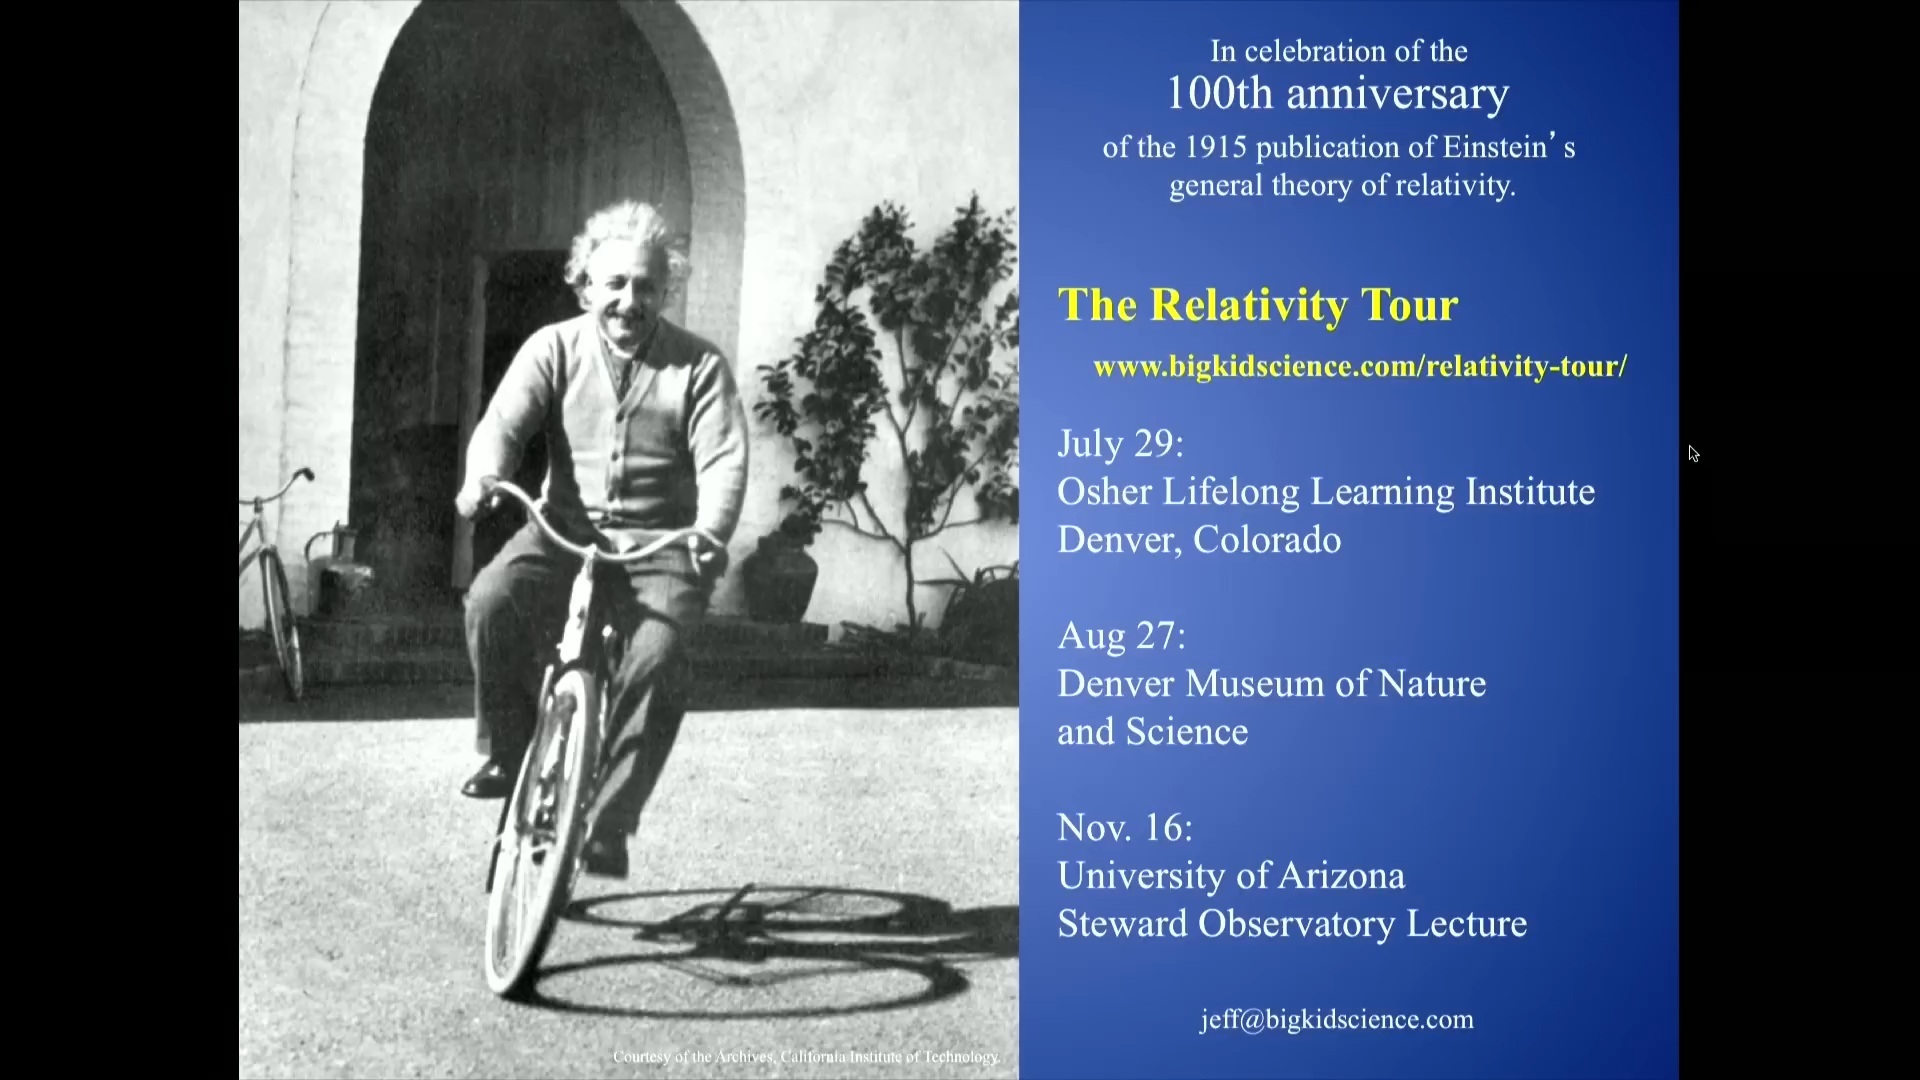 In celebration of the
100th anniversary
of the 1915 publication of Einstein’s
general theory of relativity.
The Relativity Tour
www.bigkidscience.com/relativity-tour/
July 29:
Osher Lifelong Learning Institute
Denver, Colorado
Aug 27:
Denver Museum of Nature
and Science
Nov. 16:
University of Arizona
Steward Observatory Lecture
jeff@bigkidscience.com
Courtesy of the Archives, California Institute of Technology.